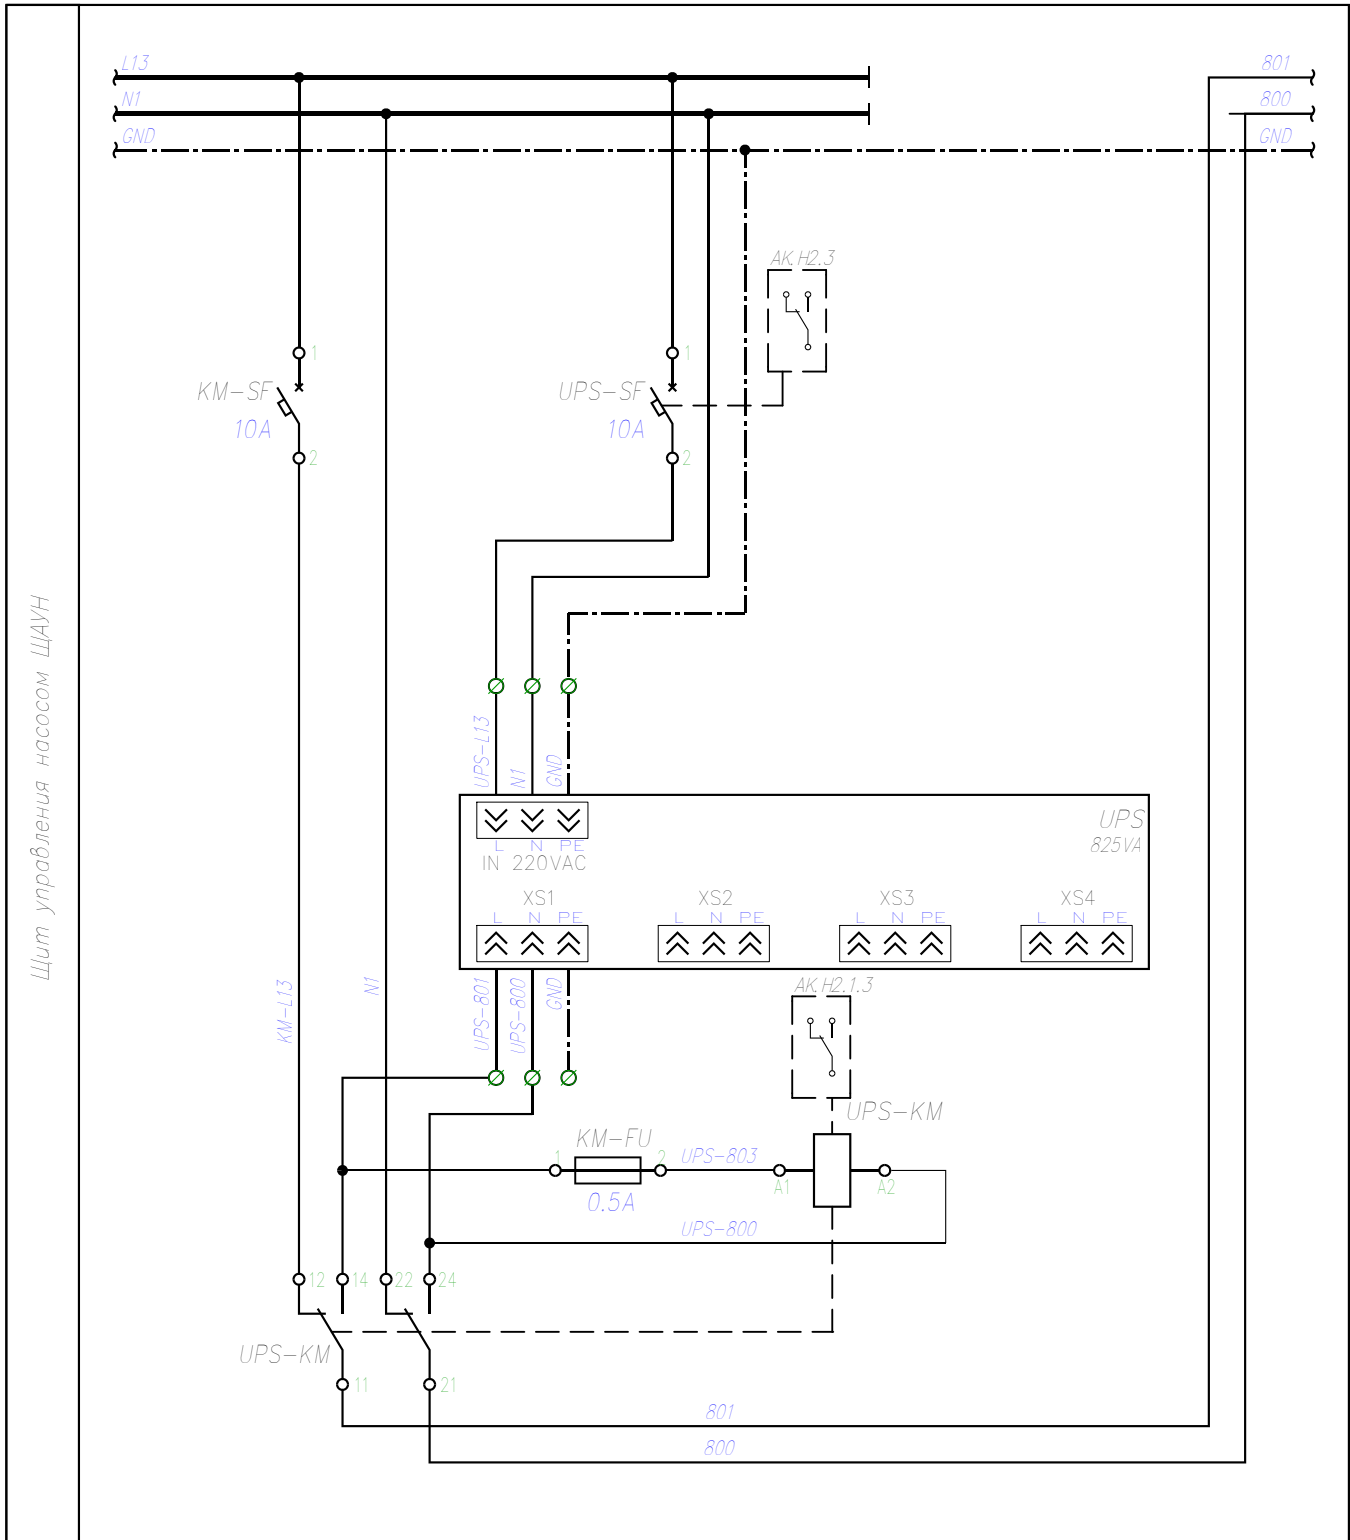 L13
801
N1
800
GND
GND
AK.H2.3
1
1
KM-SF
UPS-SF
10A
10A
2
2
Щит управления насосом ЩАУН
UPS-L13
N1
GND
UPS
825VA
L N PE
IN 220VAC
XS1
XS2
XS3
XS4
L N PE
L N PE
L N PE
L N PE
KM-L13
N1
UPS-801
UPS-800
GND
AK.H2.1.3
UPS-KM
KM-FU
1
2
UPS-803
A1
A2
0.5A
UPS-800
12
14
22
24
UPS-KM
11
21
801
800